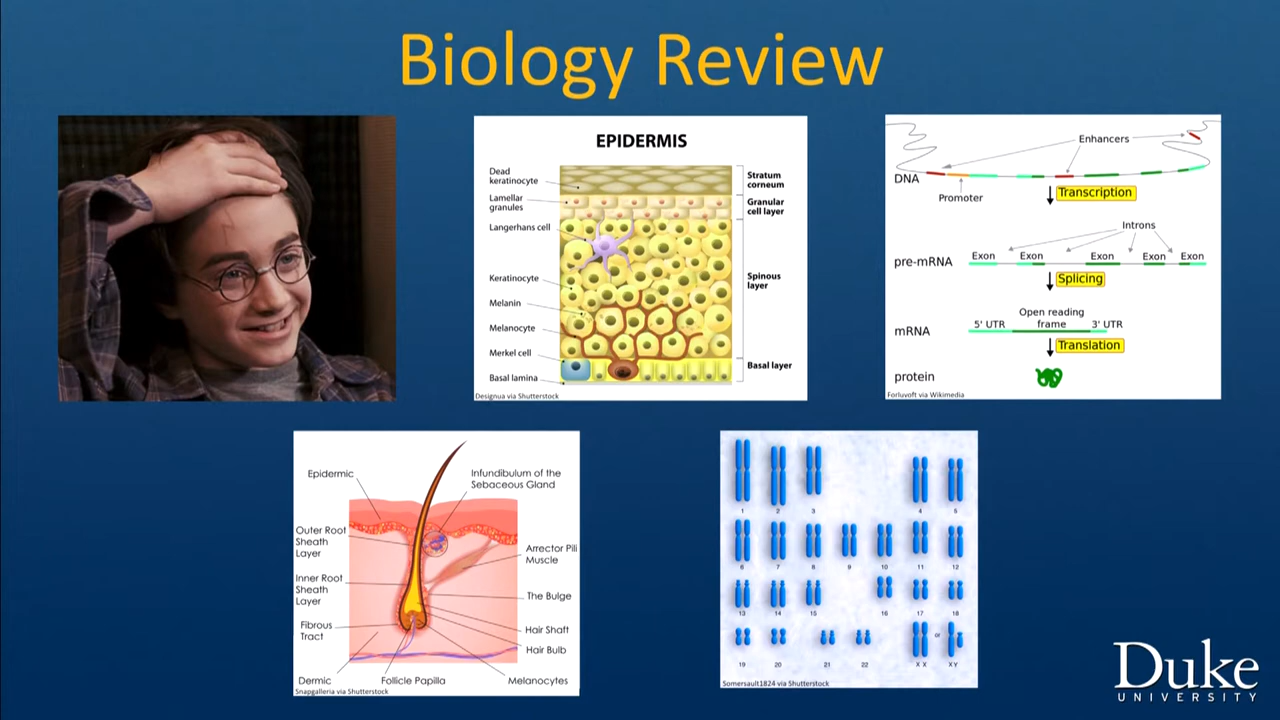 Biology Review
EPIDERMIS
Dead
keratinocyte
Lamellar
granules
Langerhans cell
Keratinocyte
Melanin
Melanocyte
Merkel cell
Basal lamina
Stratum
corneum
Granular
cell layer
Spinous
layer
Basal layer
Designua via Shutterstock
Enhancers
DNA
Promoter
Transcription
Introns
pre-mRNA
Exon
Exon
Exon
Exon
Exon
Splicing
Open reading
frame
5' UTR
3' UTR
mRNA
Translation
protein
Forluvoft via Wikimedia
Epidermic
Infundibulum of the
Sebaceous Gland
Outer Root
Sheath
Layer
Arrector Pili
Muscle
Inner Root
Sheath
Layer
The Bulge
Fibrous
Tract
Hair Shaft
Hair Bulb
Dermic
Follicle Papilla
Melanocytes
Snapgalleria via Shutterstock
1 2 3 4 5
6 7 8 9 10 11 12
13 14 15 16 17 18
or
19 20 21 22 X X X Y
Somersault1824 via Shutterstock
Duke
UNIVERSITY